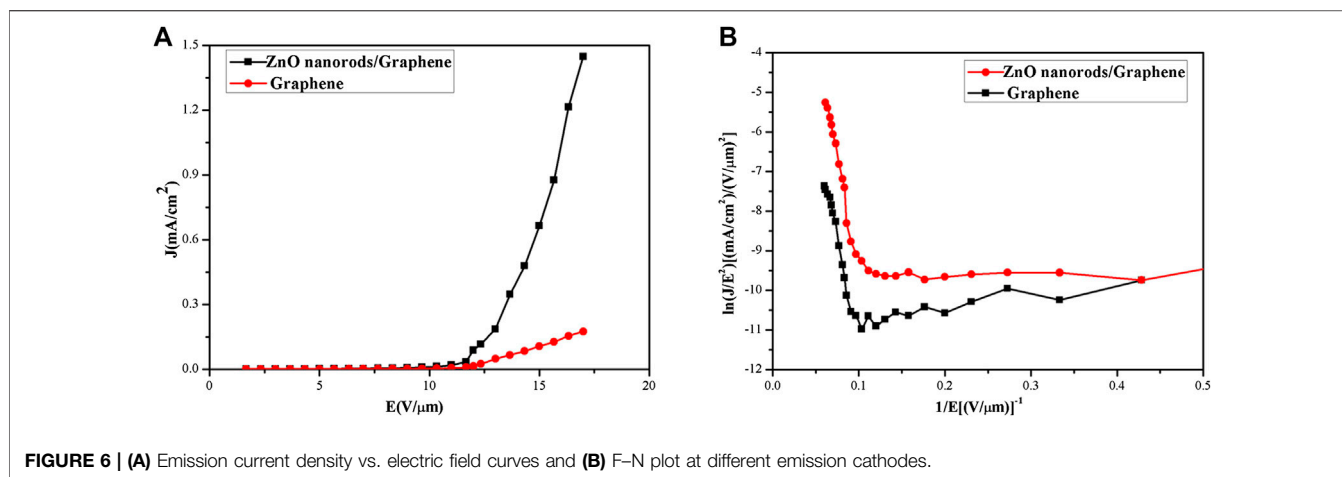 A
ZnO nanorods/Graphene
Graphene
1.5
1.2
0.9
0.6
0.3
0.0
J(mA/cm²)
0
5
10
15
20
E(V/μm)
B
ZnO nanorods/Graphene
Graphene
-4
-5
-6
-7
-8
-9
-10
-11
-12
ln(J/E²)[(mA/cm²)/(V/μm)²]
0.0
0.1
0.2
0.3
0.4
0.5
1/E[(V/μm)]⁻¹
FIGURE 6 | (A) Emission current density vs. electric field curves and (B) F–N plot at different emission cathodes.